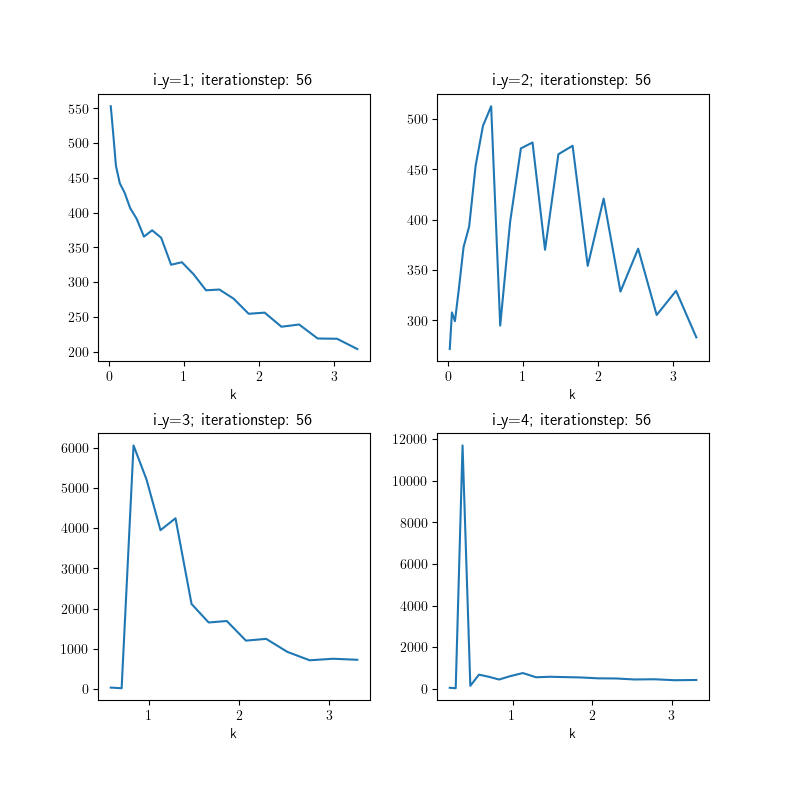 i_y=1; iterationstep: 56
550
500
450
400
350
300
250
200
0 1 2 3
k
i_y=2; iterationstep: 56
500
450
400
350
300
0 1 2 3
k
i_y=3; iterationstep: 56
6000
5000
4000
3000
2000
1000
0
1 2 3
k
i_y=4; iterationstep: 56
12000
10000
8000
6000
4000
2000
0
1 2 3
k